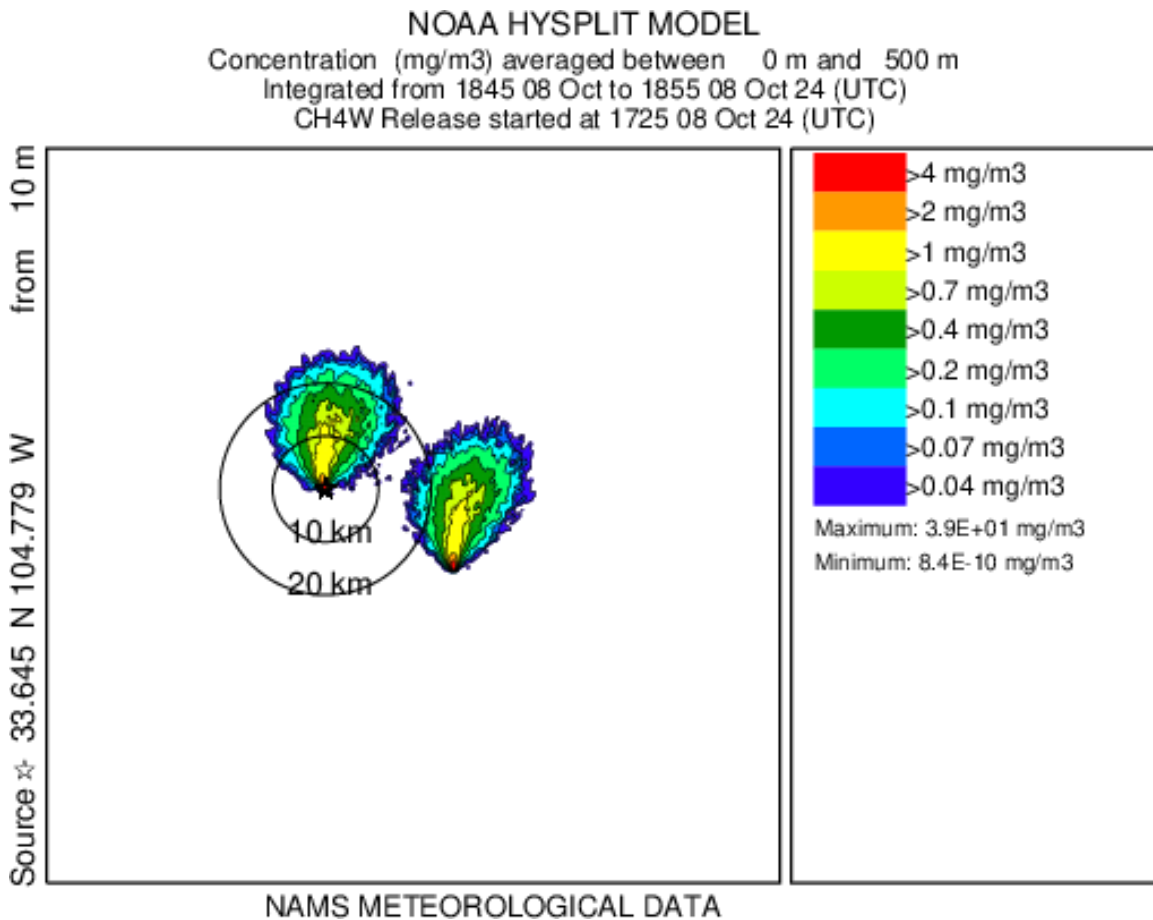 NOAA HYSPLIT MODEL
Concentration (mg/m3) averaged between 0 m and 500 m
Integrated from 1845 08 Oct to 1855 08 Oct 24 (UTC)
CH4W Release started at 1725 08 Oct 24 (UTC)
Source ☆ 33.645 N 104.779 W from 10 m
10 km
20 km
>4 mg/m3
>2 mg/m3
>1 mg/m3
>0.7 mg/m3
>0.4 mg/m3
>0.2 mg/m3
>0.1 mg/m3
>0.07 mg/m3
>0.04 mg/m3
Maximum: 3.9E+01 mg/m3
Minimum: 8.4E-10 mg/m3
NAMS METEOROLOGICAL DATA